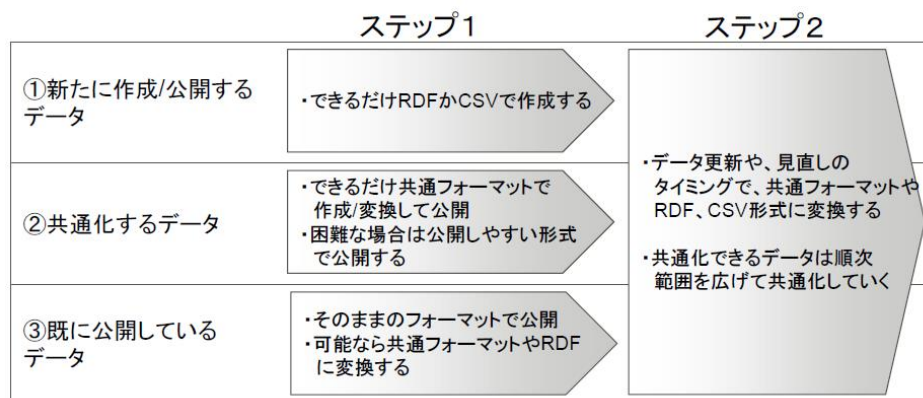 ステップ１
ステップ２
①新たに作成/公開する
データ
・できるだけRDFかCSVで作成する
②共通化するデータ
・できるだけ共通フォーマットで
作成/変換して公開
・困難な場合は公開しやすい形式
で公開する
③既に公開している
データ
・そのままのフォーマットで公開
・可能なら共通フォーマットやRDF
に変換する
・データ更新や、見直しの
タイミングで、共通フォーマットや
RDF、CSV形式に変換する
・共通化できるデータは順次
範囲を広げて共通化していく